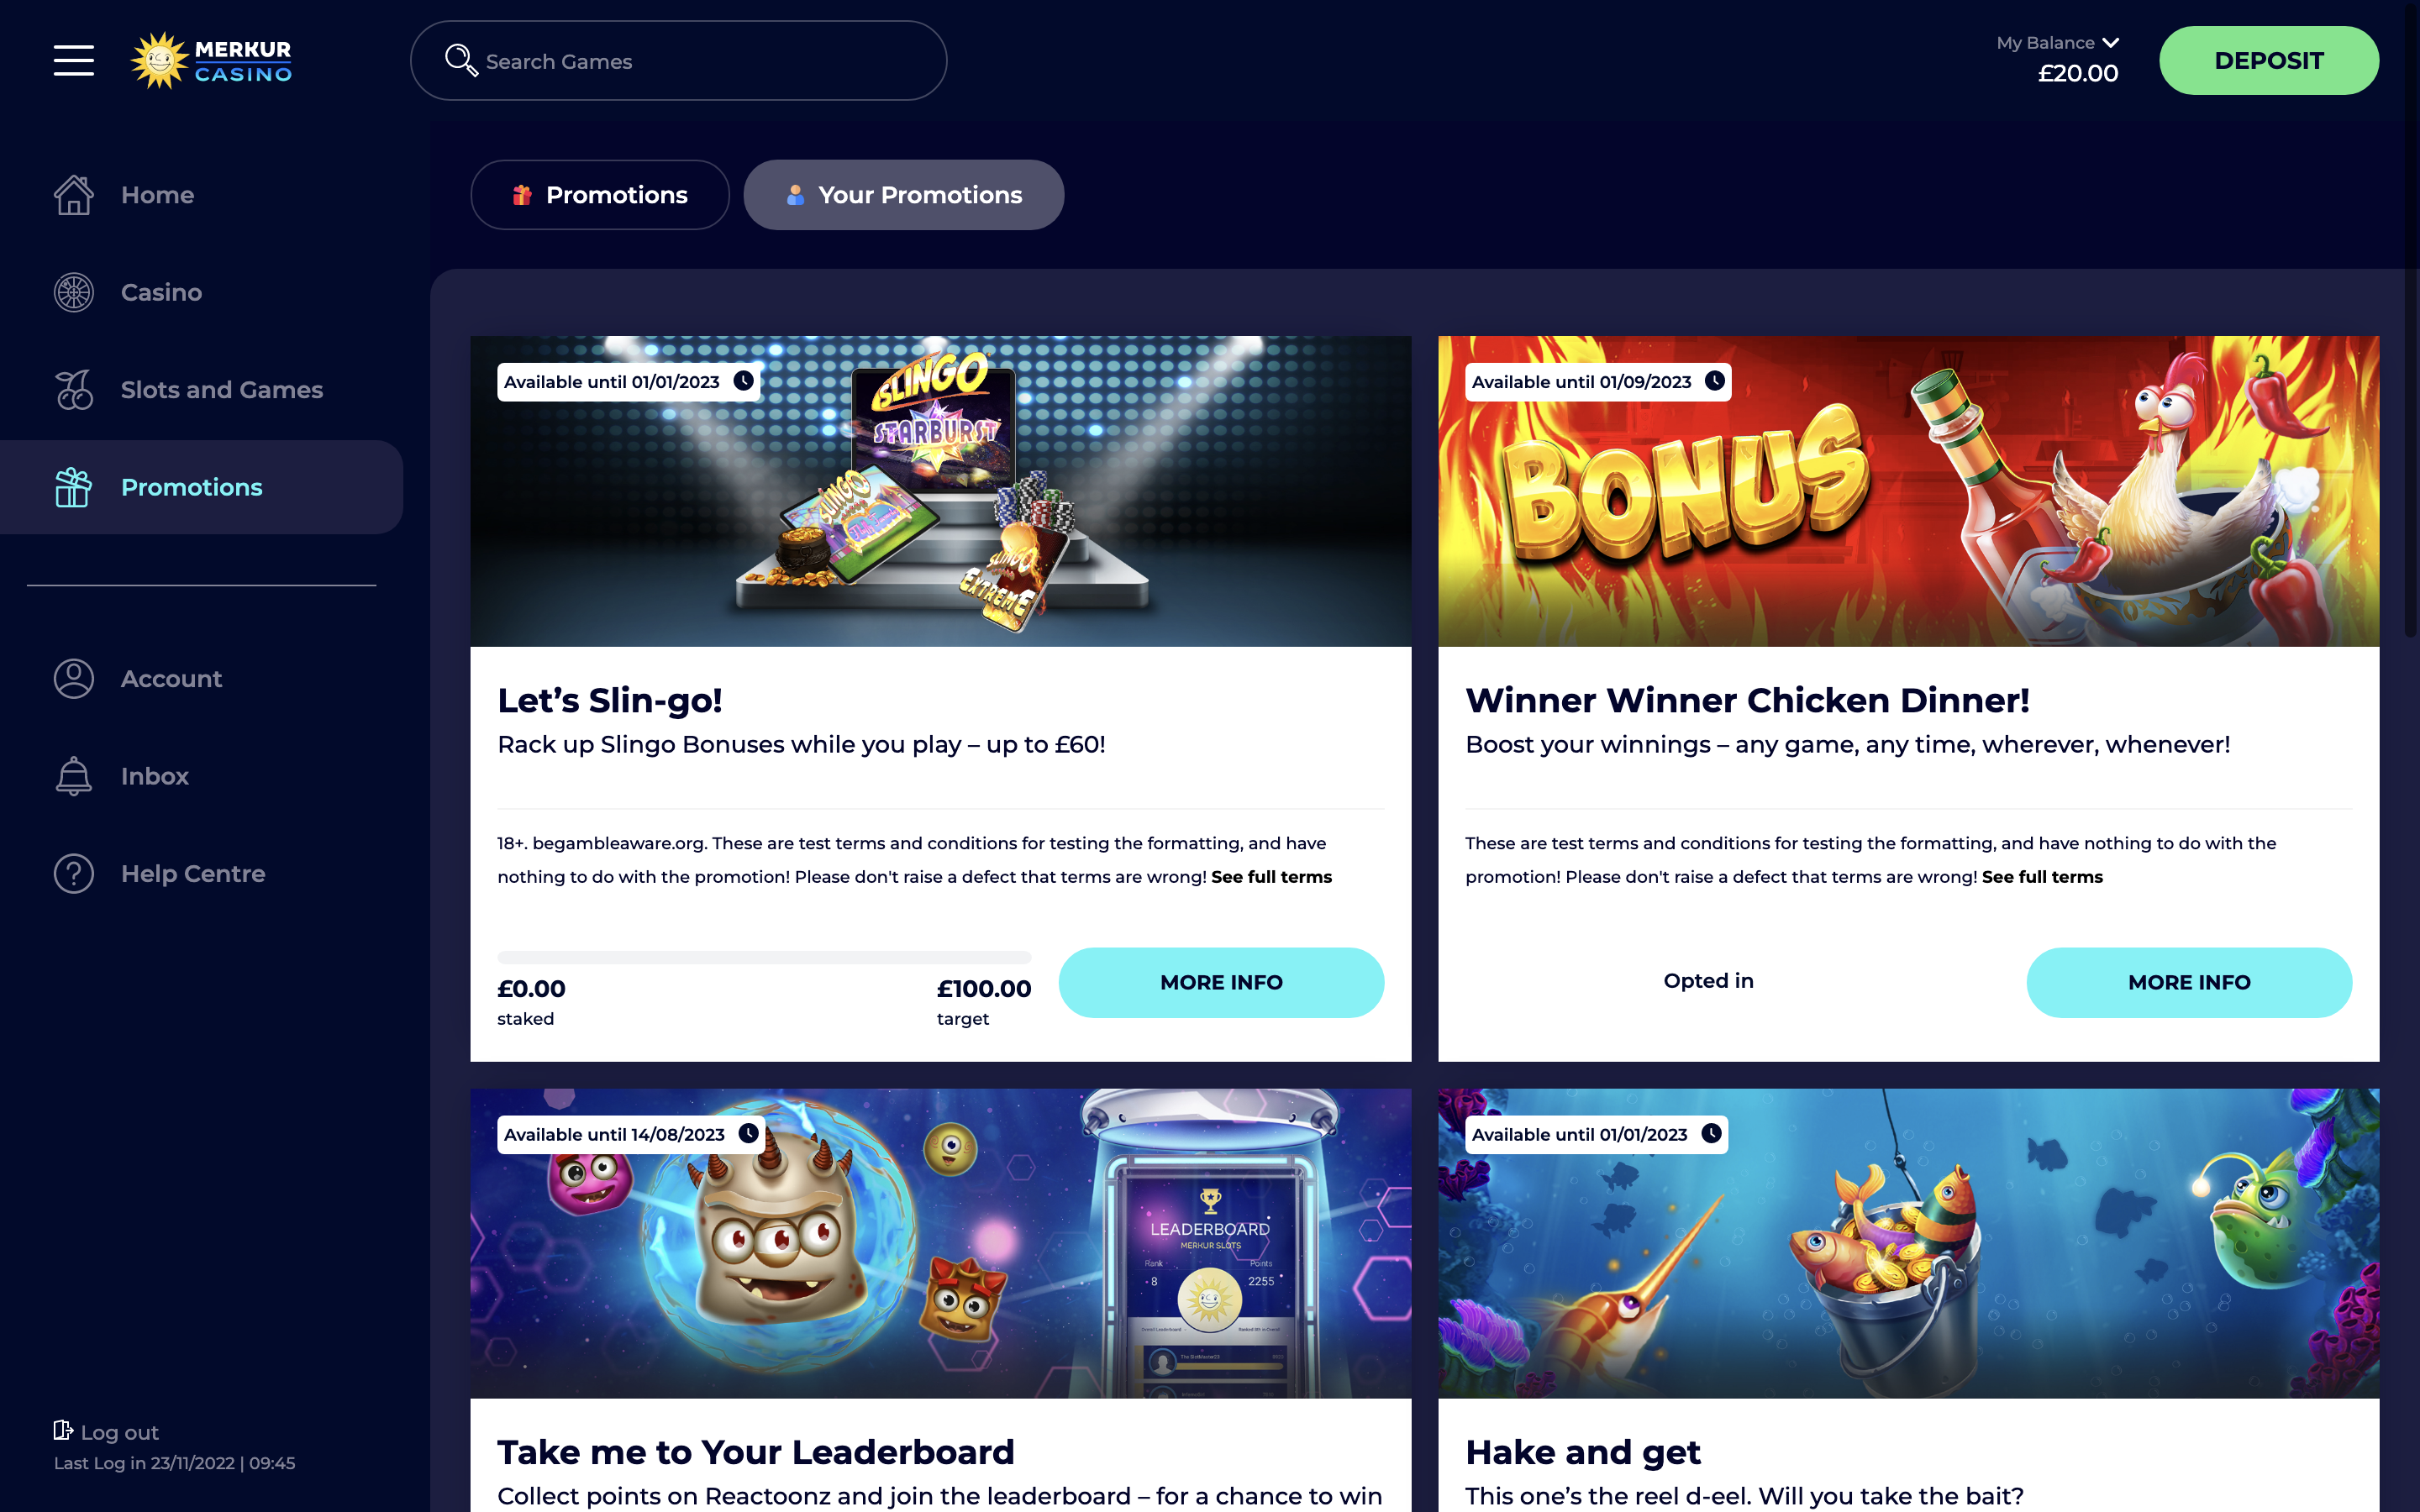 MERKUR
CASINO
Search Games
My Balance
£20.00
DEPOSIT
Home
Casino
Slots and Games
Promotions
Account
Inbox
Help Centre
Log out
Last Log in 23/11/2022 | 09:45
Promotions
Your Promotions
Available until 01/01/2023
SLINGO
STARBURST
SLINGO
SLINGO
EXTREME
Let’s Slin-go!
Rack up Slingo Bonuses while you play – up to £60!
18+. begambleaware.org. These are test terms and conditions for testing the formatting, and have
nothing to do with the promotion! Please don't raise a defect that terms are wrong! See full terms
£0.00
£100.00
staked
target
MORE INFO
Available until 01/09/2023
BONUS
Winner Winner Chicken Dinner!
Boost your winnings – any game, any time, wherever, whenever!
These are test terms and conditions for testing the formatting, and have nothing to do with the
promotion! Please don't raise a defect that terms are wrong! See full terms
Opted in
MORE INFO
Available until 14/08/2023
LEADERBOARD
MERKUR SLOTS
Rank
Points
8
2255
Take me to Your Leaderboard
Collect points on Reactoonz and join the leaderboard – for a chance to win
Available until 01/01/2023
Hake and get
This one’s the reel d-eel. Will you take the bait?